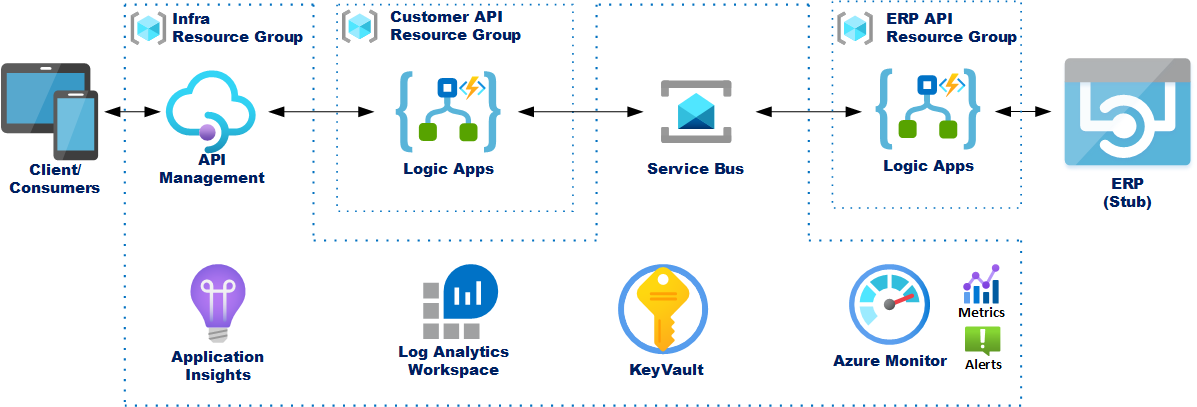 Infra
Resource Group
Customer API
Resource Group
ERP API
Resource Group
Client/
Consumers
API
Management
Logic Apps
Service Bus
Logic Apps
ERP
(Stub)
Application
Insights
Log Analytics
Workspace
KeyVault
Azure Monitor
Metrics
Alerts